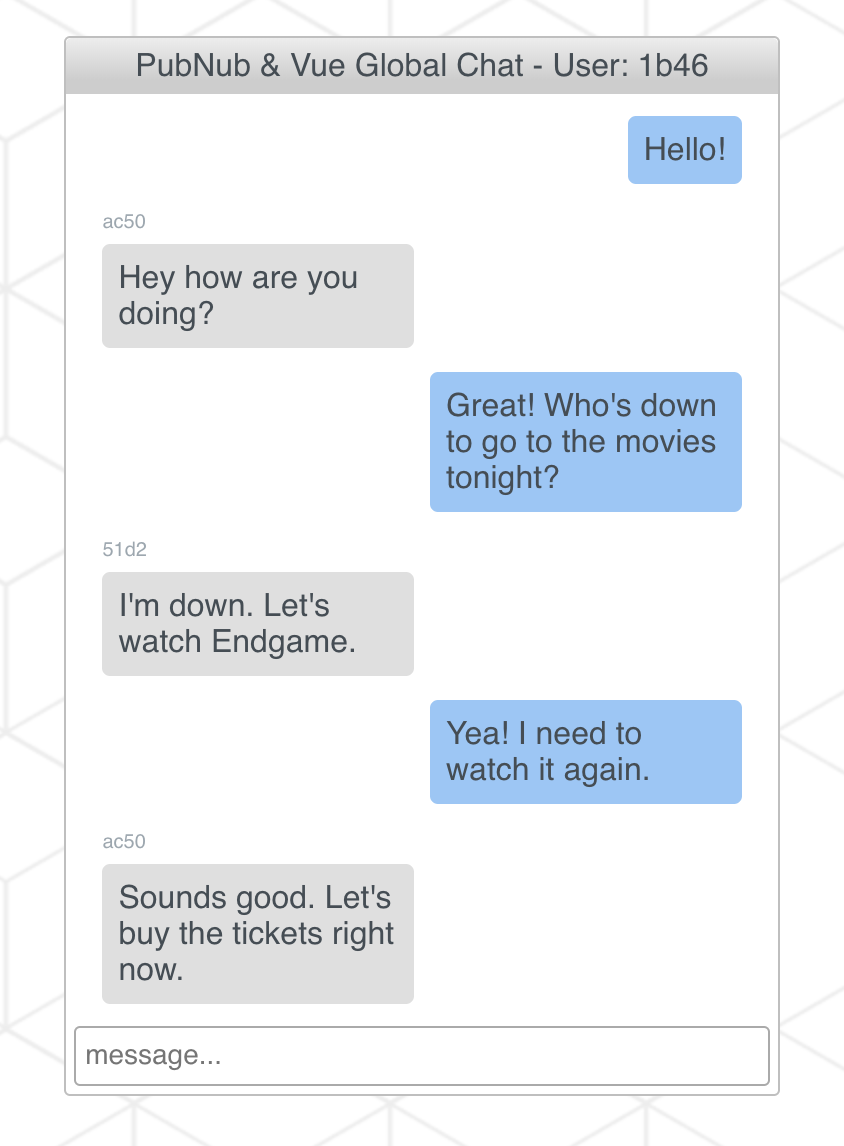 PubNub & Vue Global Chat - User: 1b46
Hello!
ac50
Hey how are you
doing?
Great! Who's down
to go to the movies
tonight?
51d2
I'm down. Let's
watch Endgame.
Yea! I need to
watch it again.
ac50
Sounds good. Let's
buy the tickets right
now.
message...